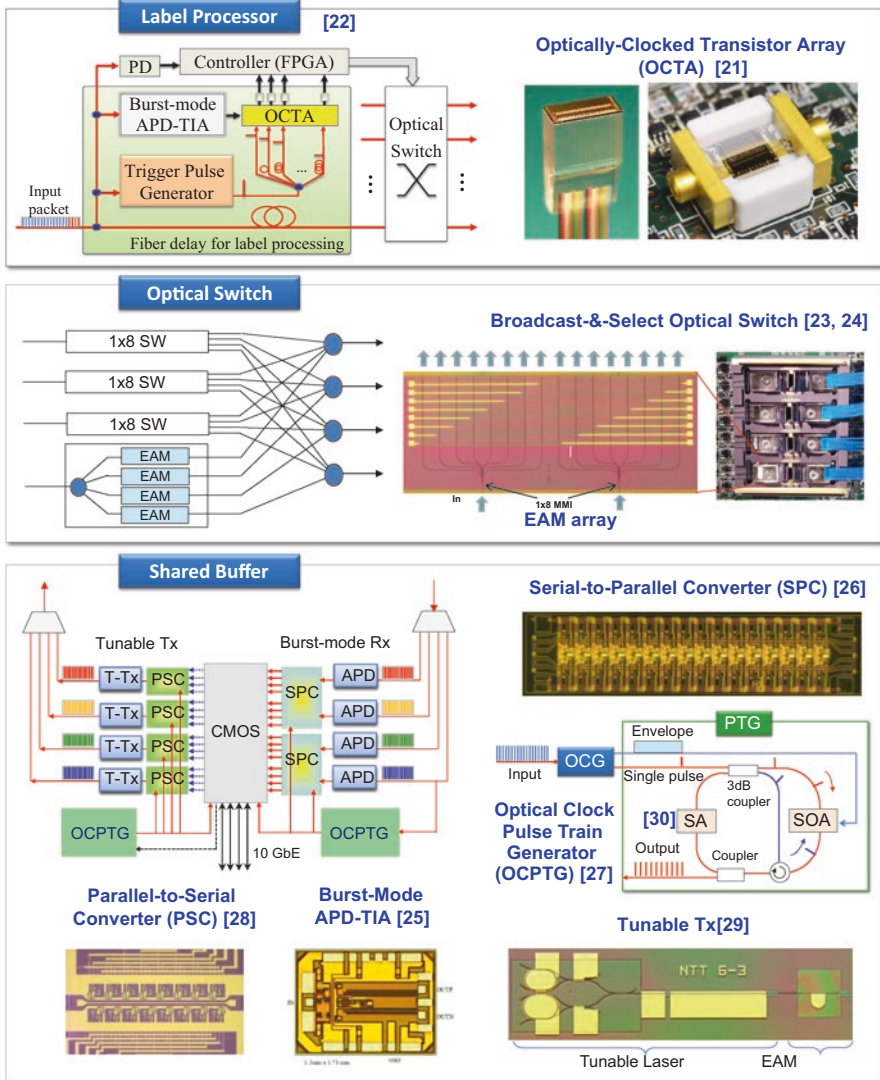 Label Processor
[22]
PD
Controller (FPGA)
Burst-mode
APD-TIA
OCTA
Trigger Pulse
Generator
...
Input
packet
Optical
Switch
Fiber delay for label processing
Optically-Clocked Transistor Array
(OCTA) [21]
Optical Switch
1x8 SW
1x8 SW
1x8 SW
EAM
EAM
EAM
EAM
Broadcast-&-Select Optical Switch [23, 24]
In
1x8 MMI
EAM array
Shared Buffer
Tunable Tx
Burst-mode Rx
T-Tx
PSC
SPC
APD
T-Tx
PSC
APD
CMOS
T-Tx
PSC
SPC
APD
T-Tx
PSC
APD
OCPTG
OCPTG
10 GbE
Serial-to-Parallel Converter (SPC) [26]
PTG
Envelope
OCG
Input
Single pulse
3dB
coupler
[30]
SA
SOA
Optical Clock
Pulse Train
Generator
(OCPTG) [27]
Output
Coupler
Parallel-to-Serial
Converter (PSC) [28]
Burst-Mode
APD-TIA [25]
IN
OUTP
OUTN
Tunable Tx[29]
NTT 6-3
Tunable Laser
EAM